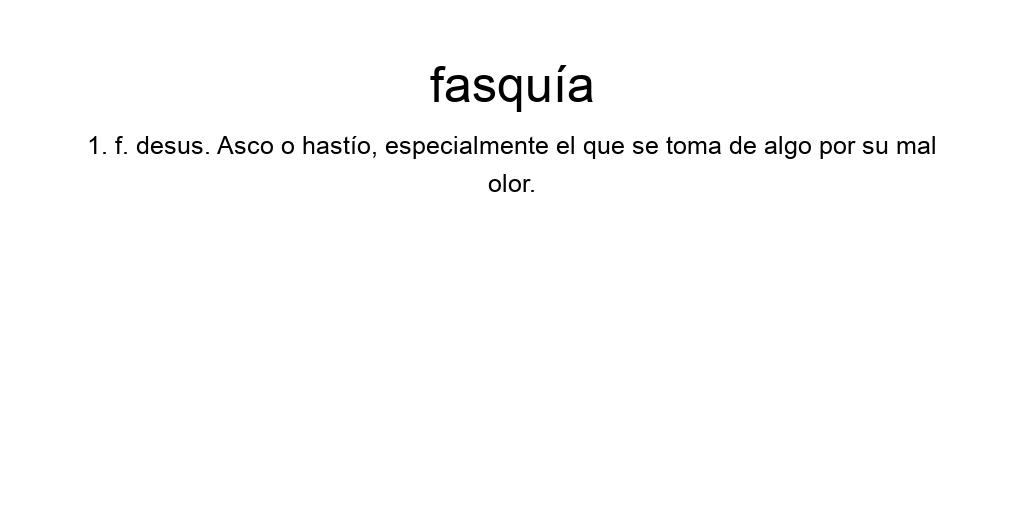 fasquía
1. f. desus. Asco o hastío, especialmente el que se toma de algo por su mal
olor.